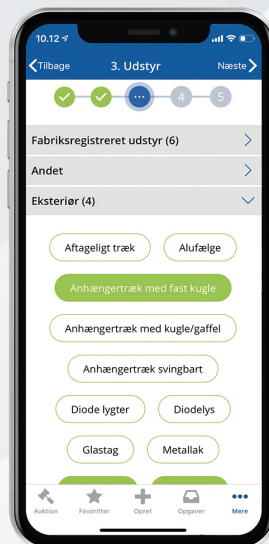 10.12
Tilbage 3. Udstyr Næste
4 5
Fabriksregistreret udstyr (6)
Andet
Eksteriør (4)
Aftageligt træk Alufælge
Anhængertræk med fast kugle
Anhængertræk med kugle/gaffel
Anhængertræk svingbart
Diode lygter Diodelys
Glastag Metallak
Auktion Favoritter Opret Opgaver Mere